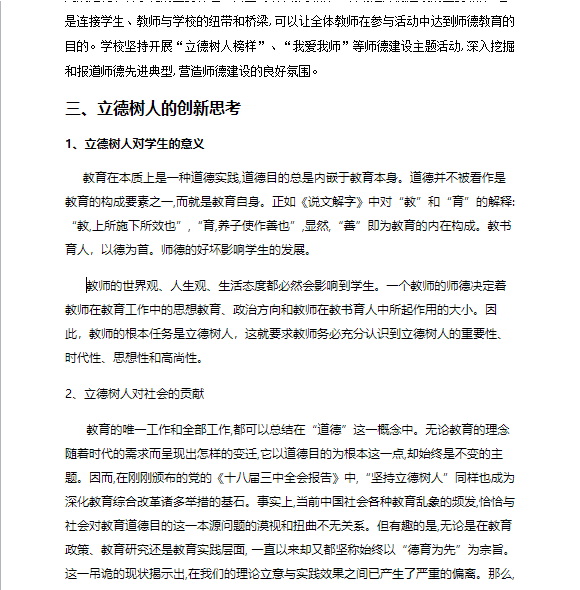 是连接学生、教师与学校的纽带和桥梁,可以让全体教师在参与活动中达到师德教育的
目的。学校坚持开展“立德树人榜样”、“我爱我师”等师德建设主题活动,深入挖掘
和报道师德先进典型,营造师德建设的良好氛围。
三、立德树人的创新思考
1、立德树人对学生的意义
教育在本质上是一种道德实践,道德目的总是内嵌于教育本身。道德并不被看作是
教育的构成要素之一,而就是教育自身。正如《说文解字》中对“教”和“育”的解释:
“教,上所施下所效也”,“育,养子使作善也”,显然,“善”即为教育的内在构成。教书
育人，以德为首。师德的好坏影响学生的发展。
教师的世界观、人生观、生活态度都必然会影响到学生。一个教师的师德决定着
教师在教育工作中的思想教育、政治方向和教师在教书育人中所起作用的大小。因
此，教师的根本任务是立德树人，这就要求教师务必充分认识到立德树人的重要性、
时代性、思想性和高尚性。
2、立德树人对社会的贡献
教育的唯一工作和全部工作,都可以总结在“道德”这一概念中。无论教育的理念
随着时代的需求而呈现出怎样的变迁,它以道德目的为根本这一点,却始终是不变的主
题。因而,在刚刚颁布的党的《十八届三中全会报告》中,“坚持立德树人”同样也成为
深化教育综合改革诸多举措的基石。事实上,当前中国社会各种教育乱象的频发,恰恰与
社会对教育道德目的这一本源问题的漠视和扭曲不无关系。但有趣的是,无论是在教育
政策、教育研究还是教育实践层面,一直以来却又都坚称始终以“德育为先”为宗旨。
这一吊诡的现状揭示出,在我们的理论立意与实践效果之间已产生了严重的偏离。那么,